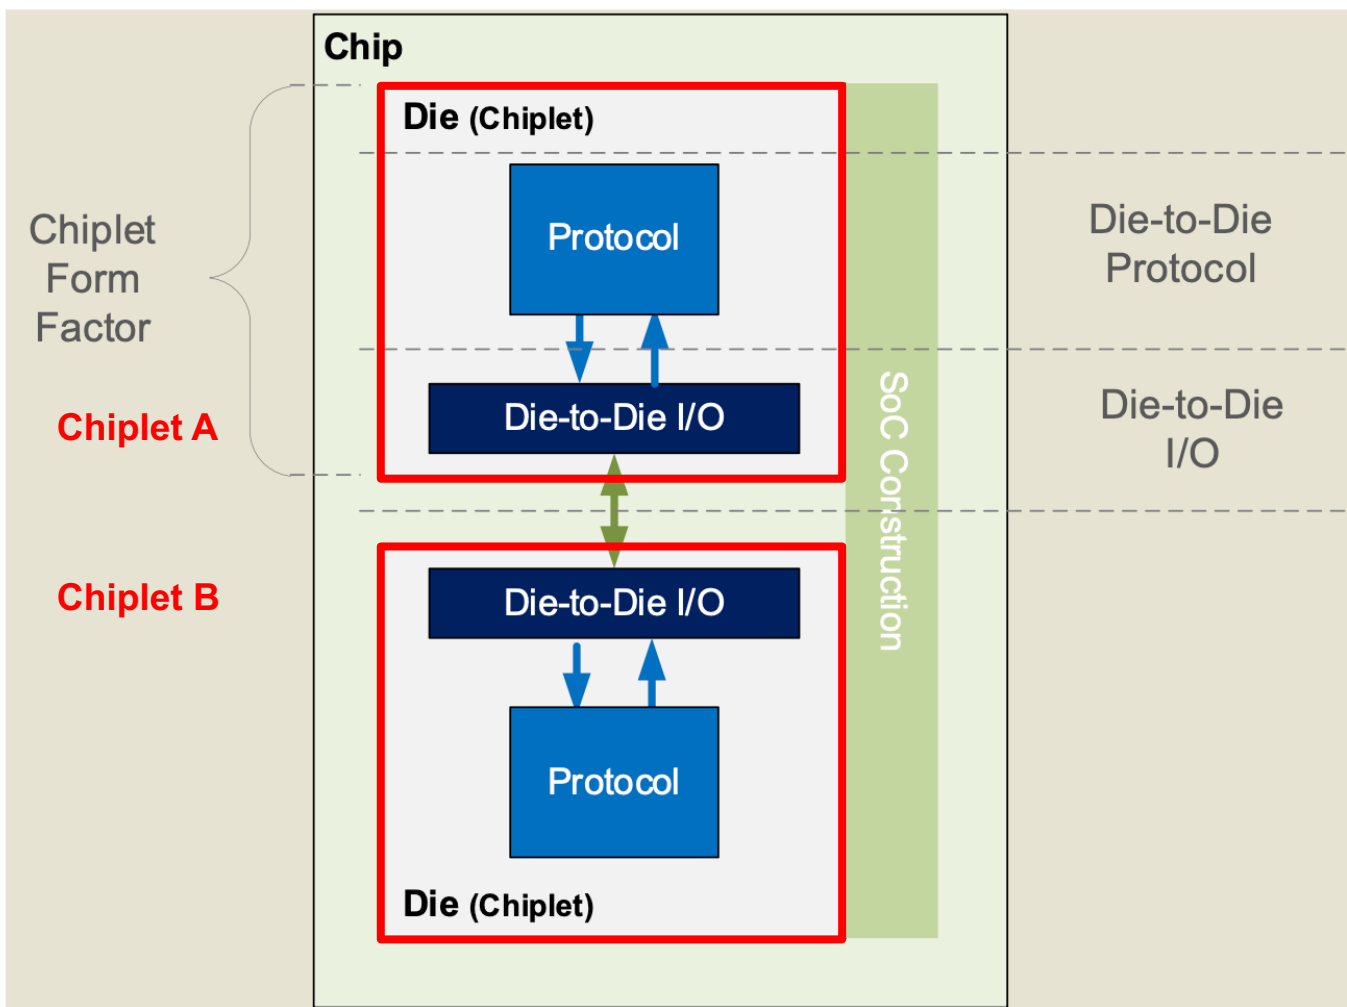 Chip
Die (Chiplet)
Protocol
Die-to-Die I/O
Chiplet
Form
Factor
Chiplet A
Die-to-Die
Protocol
Die-to-Die
I/O
SoC Construction
Chiplet B
Die-to-Die I/O
Protocol
Die (Chiplet)